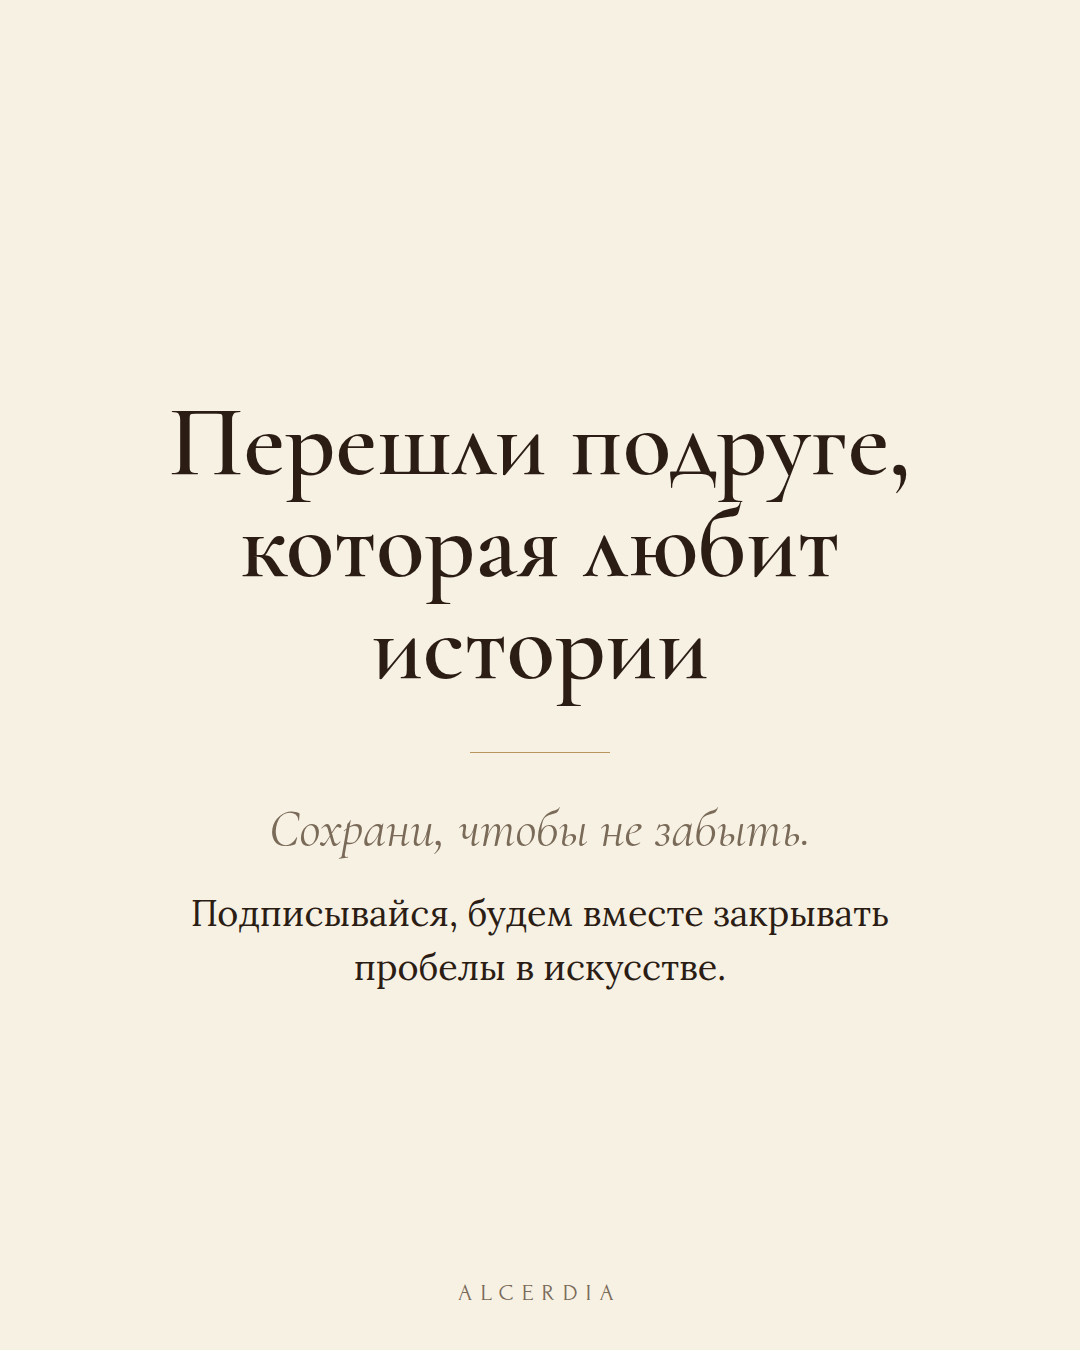 Перешли подруге,
которая любит
истории
Сохрани, чтобы не забыть.
Подписывайся, будем вместе закрывать
пробелы в искусстве.
ALCERDIA